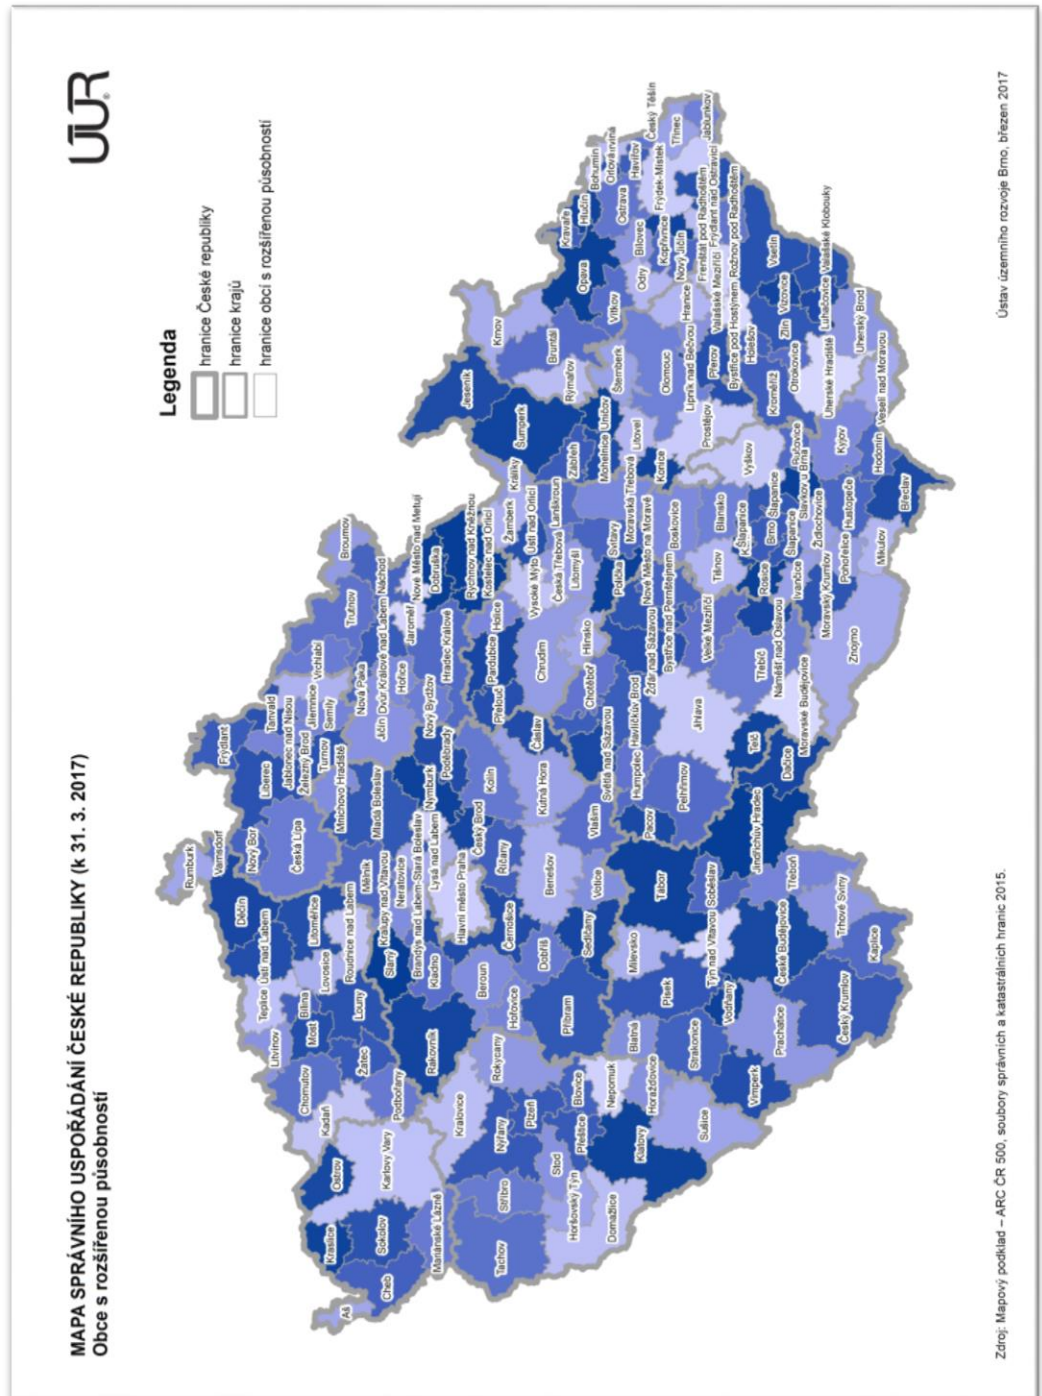 MAPA SPRÁVNÍHO USPOŘÁDÁNÍ ČESKÉ REPUBLIKY (k 31. 3. 2017)
Obce s rozšířenou působností
ÚÚR
Legenda
hranice České republiky
hranice krajů
hranice obcí s rozšířenou působností
Rumburk
Varnsdorf
Frýdlant
Děčín
Nový Bor
Liberec
Tanvald
Jablonec nad Nisou
Železný Brod
Jilemnice
Semily
Turnov
Vrchlabí
Trutnov
Broumov
Teplice
Ústí nad Labem
Česká Lípa
Litvínov
Bílina
Litoměřice
Lovosice
Most
Roudnice nad Labem
Mnichovo Hradiště
Mladá Boleslav
Jičín
Nová Paka
Dvůr Králové nad Labem
Náchod
Hořice
Jaroměř
Nové Město nad Metují
Chomutov
Kadaň
Žatec
Louny
Podbořany
Mělník
Kralupy nad Vltavou
Neratovice
Slaný
Brandýs nad Labem-Stará Boleslav
Lysá nad Labem
Nymburk
Poděbrady
Nový Bydžov
Hradec Králové
Dobruška
Rychnov nad Kněžnou
Kostelec nad Orlicí
Kraslice
Ostrov
Karlovy Vary
Sokolov
Cheb
Aš
Mariánské Lázně
Rakovník
Kladno
Hlavní město Praha
Český Brod
Kolín
Přelouč
Pardubice
Holice
Žamberk
Králíky
Jeseník
Šumperk
Kralovice
Rokycany
Beroun
Hořovice
Černošice
Říčany
Kutná Hora
Čáslav
Chrudim
Vysoké Mýto
Ústí nad Orlicí
Česká Třebová
Lanškroun
Litomyšl
Zábřeh
Mohelnice
Uničov
Tachov
Stříbro
Nýřany
Plzeň
Dobříš
Benešov
Vlašim
Hlinsko
Chotěboř
Světlá nad Sázavou
Svitavy
Moravská Třebová
Polička
Litovel
Šternberk
Rýmařov
Bruntál
Krnov
Stod
Horšovský Týn
Domažlice
Přeštice
Blovice
Nepomuk
Příbram
Sedlčany
Votice
Humpolec
Havlíčkův Brod
Žďár nad Sázavou
Nové Město na Moravě
Bystřice nad Pernštejnem
Boskovice
Konice
Olomouc
Vítkov
Opava
Kravaře
Hlučín
Bohumín
Orlová
Ostrava
Havířov
Český Těšín
Třinec
Jablunkov
Frýdek-Místek
Bílovec
Odry
Kopřivnice
Nový Jičín
Frenštát pod Radhoštěm
Frýdlant nad Ostravicí
Klatovy
Horažďovice
Blatná
Milevsko
Tábor
Pacov
Pelhřimov
Jihlava
Velké Meziříčí
Tišnov
Blansko
Prostějov
Přerov
Lipník nad Bečvou
Hranice
Valašské Meziříčí
Rožnov pod Radhoštěm
Bystřice pod Hostýnem
Holešov
Sušice
Strakonice
Písek
Týn nad Vltavou
Soběslav
Vodňany
Jindřichův Hradec
Telč
Dačice
Třebíč
Náměšť nad Oslavou
Moravské Budějovice
Rosice
Kuřim
Šlapanice
Brno
Šlapanice
Šlapanice
Vyškov
Slavkov u Brna
Bučovice
Kroměříž
Otrokovice
Zlín
Vizovice
Vsetín
Vimperk
Prachatice
České Budějovice
Třeboň
Český Krumlov
Trhové Sviny
Kaplice
Ivančice
Moravský Krumlov
Židlochovice
Pohořelice
Hustopeče
Znojmo
Mikulov
Břeclav
Hodonín
Kyjov
Veselí nad Moravou
Uherské Hradiště
Uherský Brod
Luhačovice
Valašské Klobouky
Zdroj: Mapový podklad – ARC ČR 500, soubory správních a katastrálních hranic 2015.
Ústav územního rozvoje Brno, březen 2017